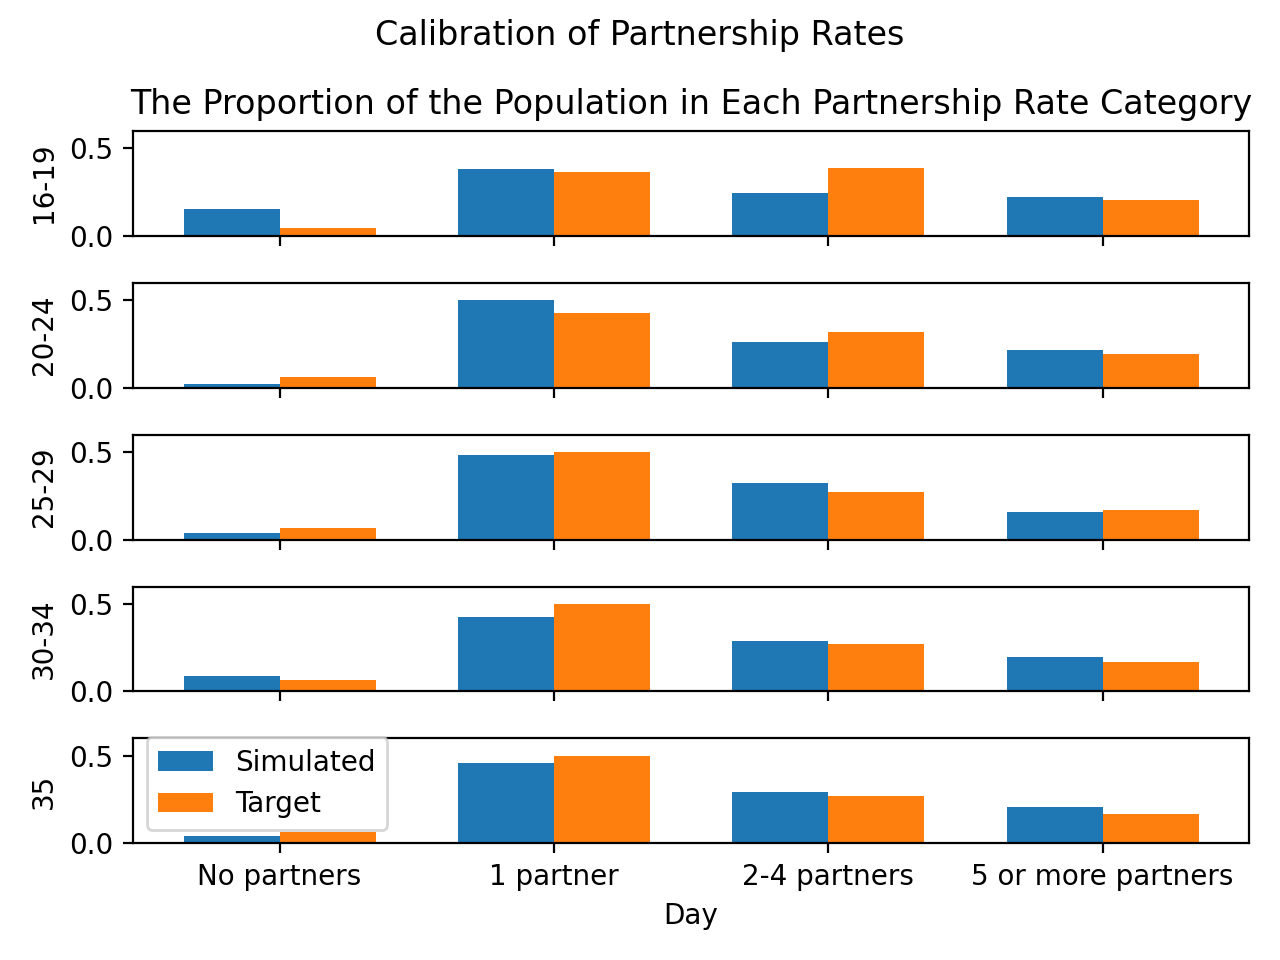 Calibration of Partnership Rates
The Proportion of the Population in Each Partnership Rate Category
16-19
0.5
0.0
20-24
0.5
0.0
25-29
0.5
0.0
30-34
0.5
0.0
35
0.5
0.0
Simulated
Target
No partners
1 partner
2-4 partners
5 or more partners
Day